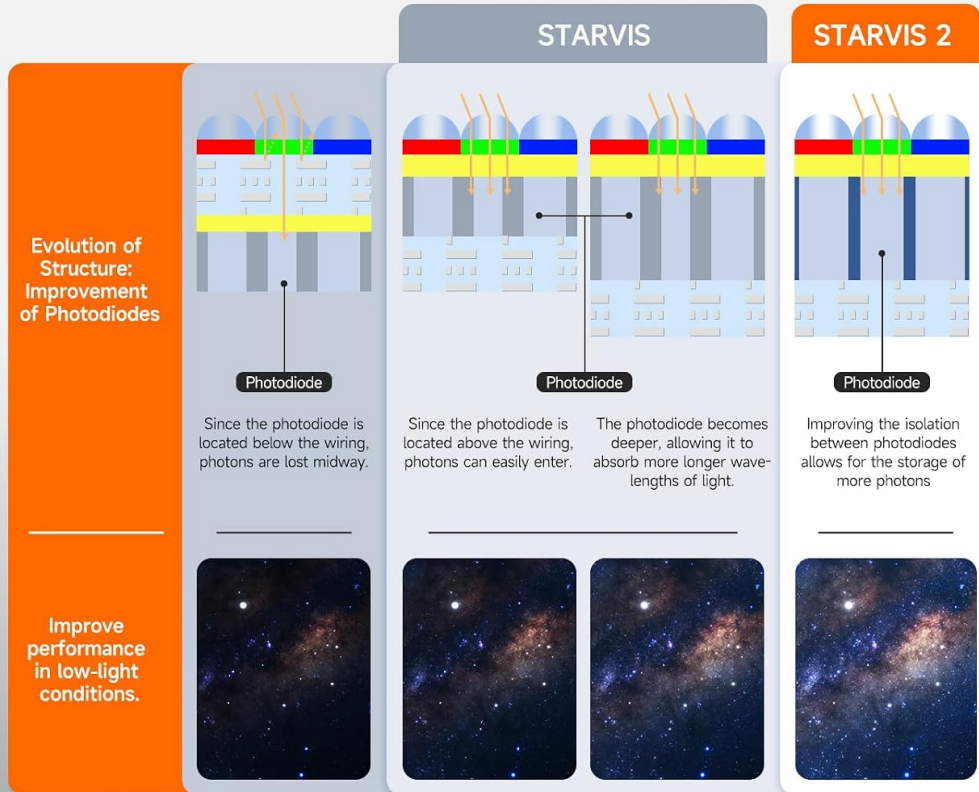 STARVIS
STARVIS 2
Evolution of
Structure:
Improvement
of Photodiodes
Photodiode
Since the photodiode is
located below the wiring,
photons are lost midway.
Photodiode
Since the photodiode is
located above the wiring,
photons can easily enter.
The photodiode becomes
deeper, allowing it to
absorb more longer wave-
lengths of light.
Photodiode
Improving the isolation
between photodiodes
allows for the storage of
more photons
Improve
performance
in low-light
conditions.